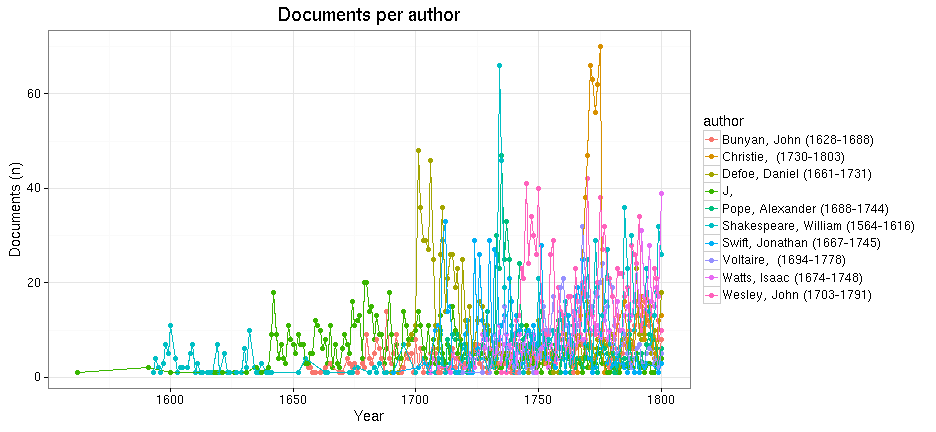 Documents per author
Documents (n)
60
40
20
0
1600
1650
1700
1750
1800
Year
author
Bunyan, John (1628-1688)
Christie,  (1730-1803)
Defoe, Daniel (1661-1731)
J,
Pope, Alexander (1688-1744)
Shakespeare, William (1564-1616)
Swift, Jonathan (1667-1745)
Voltaire,  (1694-1778)
Watts, Isaac (1674-1748)
Wesley, John (1703-1791)